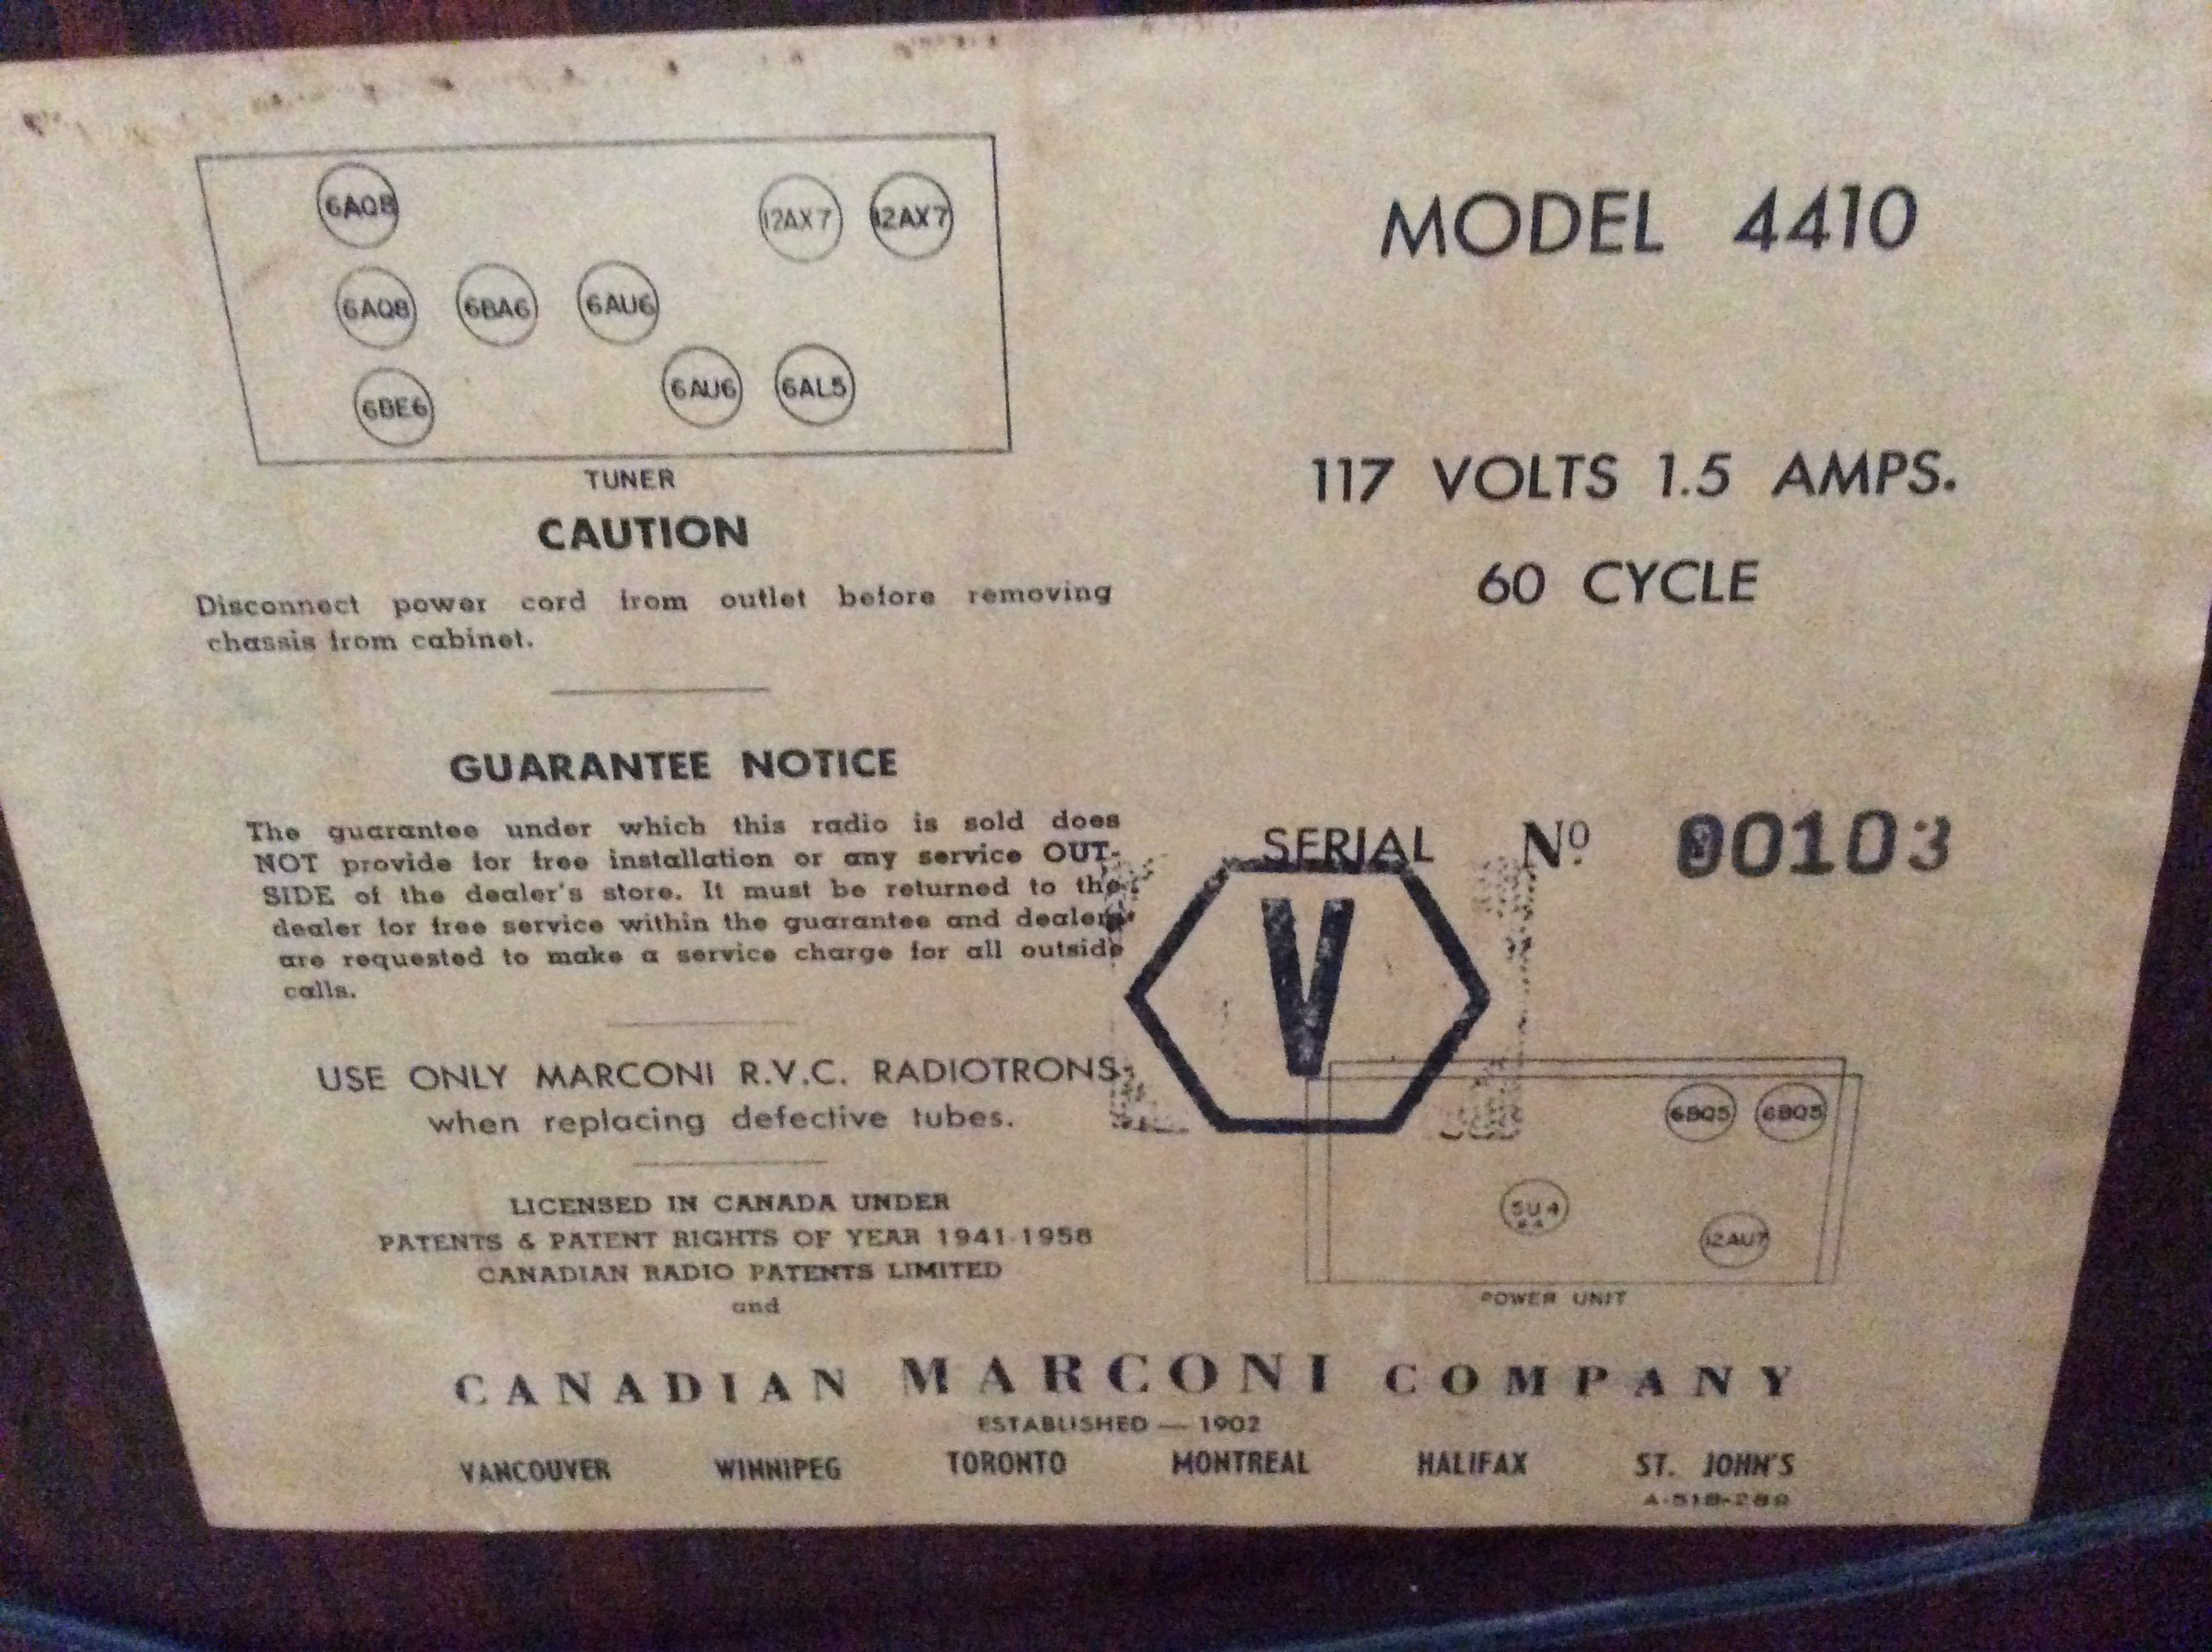 6AQ8
12AX7 12AX7
6AQ8 6BA6 6AU6
6AU6 6AL5
6BE6
TUNER
CAUTION
Disconnect power cord from outlet before removing
chassis from cabinet.
GUARANTEE NOTICE
The guarantee under which this radio is sold does
NOT provide for free installation or any service OUT-
SIDE of the dealer's store. It must be returned to the
dealer for free service within the guarantee and dealers
are requested to make a service charge for all outside
calls.
USE ONLY MARCONI R.V.C. RADIOTRONS
when replacing defective tubes.
LICENSED IN CANADA UNDER
PATENTS & PATENT RIGHTS OF YEAR 1941-1958
CANADIAN RADIO PATENTS LIMITED
and
MODEL 4410
117 VOLTS 1.5 AMPS.
60 CYCLE
SERIAL Nº 00103
V
6BQ5 6BQ5
5U4
12AU7
POWER UNIT
CANADIAN MARCONI COMPANY
ESTABLISHED — 1902
VANCOUVER WINNIPEG TORONTO MONTREAL HALIFAX ST. JOHN'S